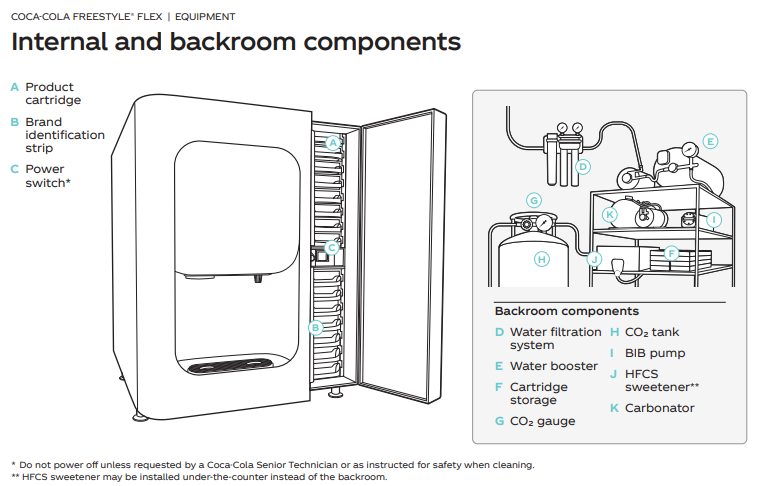 COCA-COLA FREESTYLE® FLEX | EQUIPMENT
Internal and backroom components
A Product
cartridge
B Brand
identification
strip
C Power
switch*
A
C
B
D
E
G
K
I
H
J
F
Backroom components
D Water filtration
system
E Water booster
F Cartridge
storage
G CO₂ gauge
H CO₂ tank
I BIB pump
J HFCS
sweetener**
K Carbonator
* Do not power off unless requested by a Coca-Cola Senior Technician or as instructed for safety when cleaning.
** HFCS sweetener may be installed under-the-counter instead of the backroom.